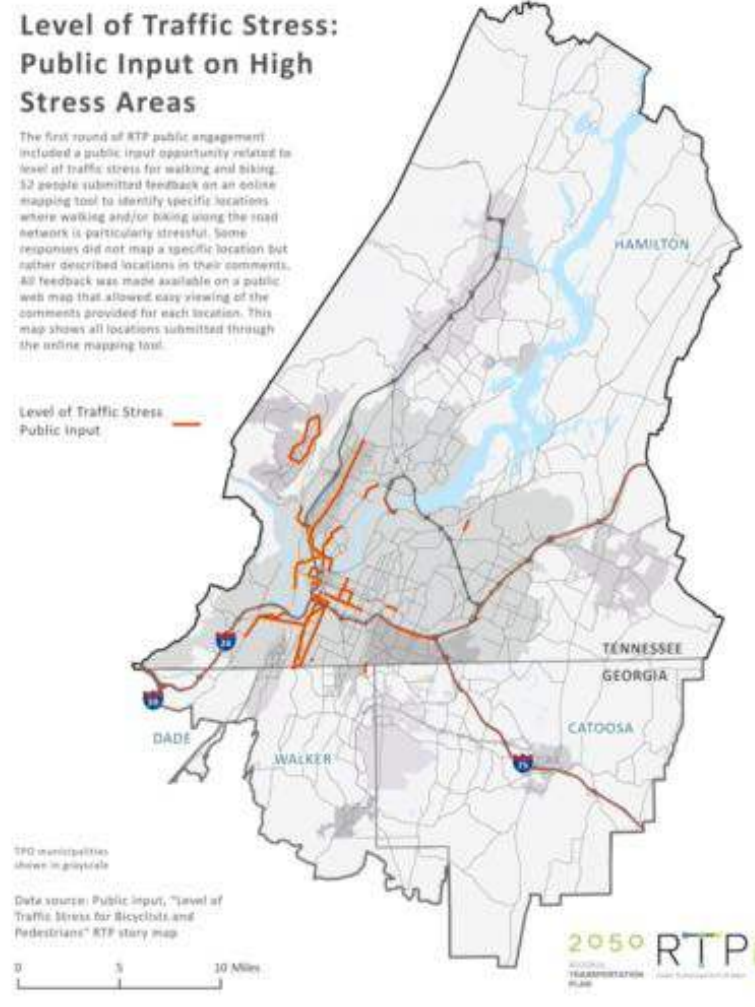 Level of Traffic Stress:
Public Input on High
Stress Areas
The first round of RTP public engagement
included a public input opportunity related to
level of traffic stress for walking and biking.
52 people submitted feedback on an online
mapping tool to identify specific locations
where walking and/or biking along the road
network is particularly stressful. Some
responses did not map a specific location but
rather described locations in their comments.
All feedback was made available on a public
web map that allowed easy viewing of the
comments provided for each location. This
map shows all locations submitted through
the online mapping tool.
HAMILTON
Level of Traffic Stress
Public Input
24
TENNESSEE
GEORGIA
DADE
WALKER
CATOOSA
75
TPO municipalities
shown in grayscale
Data source: Public input, "Level of
Traffic Stress for Bicyclists and
Pedestrians" RTP story map
0 5 10 Miles
2050 RTP
REGIONAL
TRANSPORTATION
PLAN